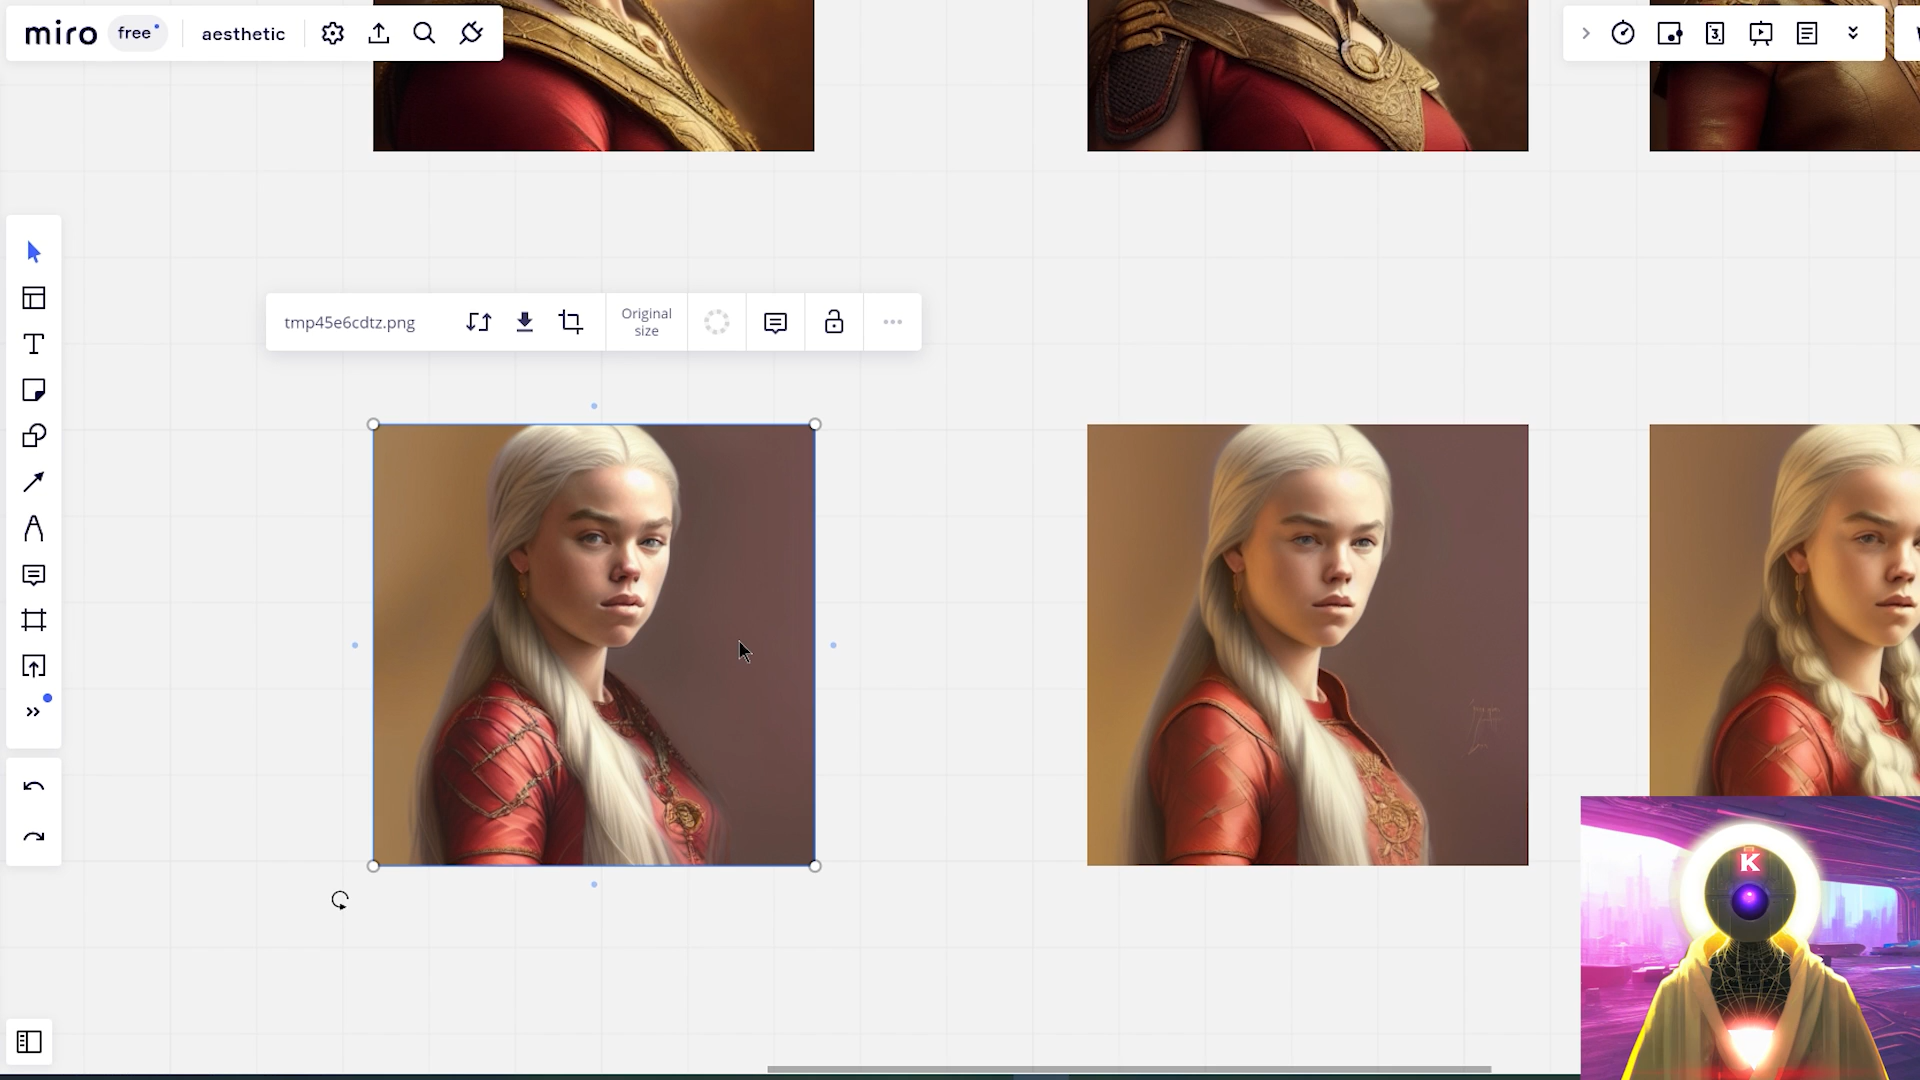 miro free aesthetic
tmp45e6cdtz.png
Original
size
K